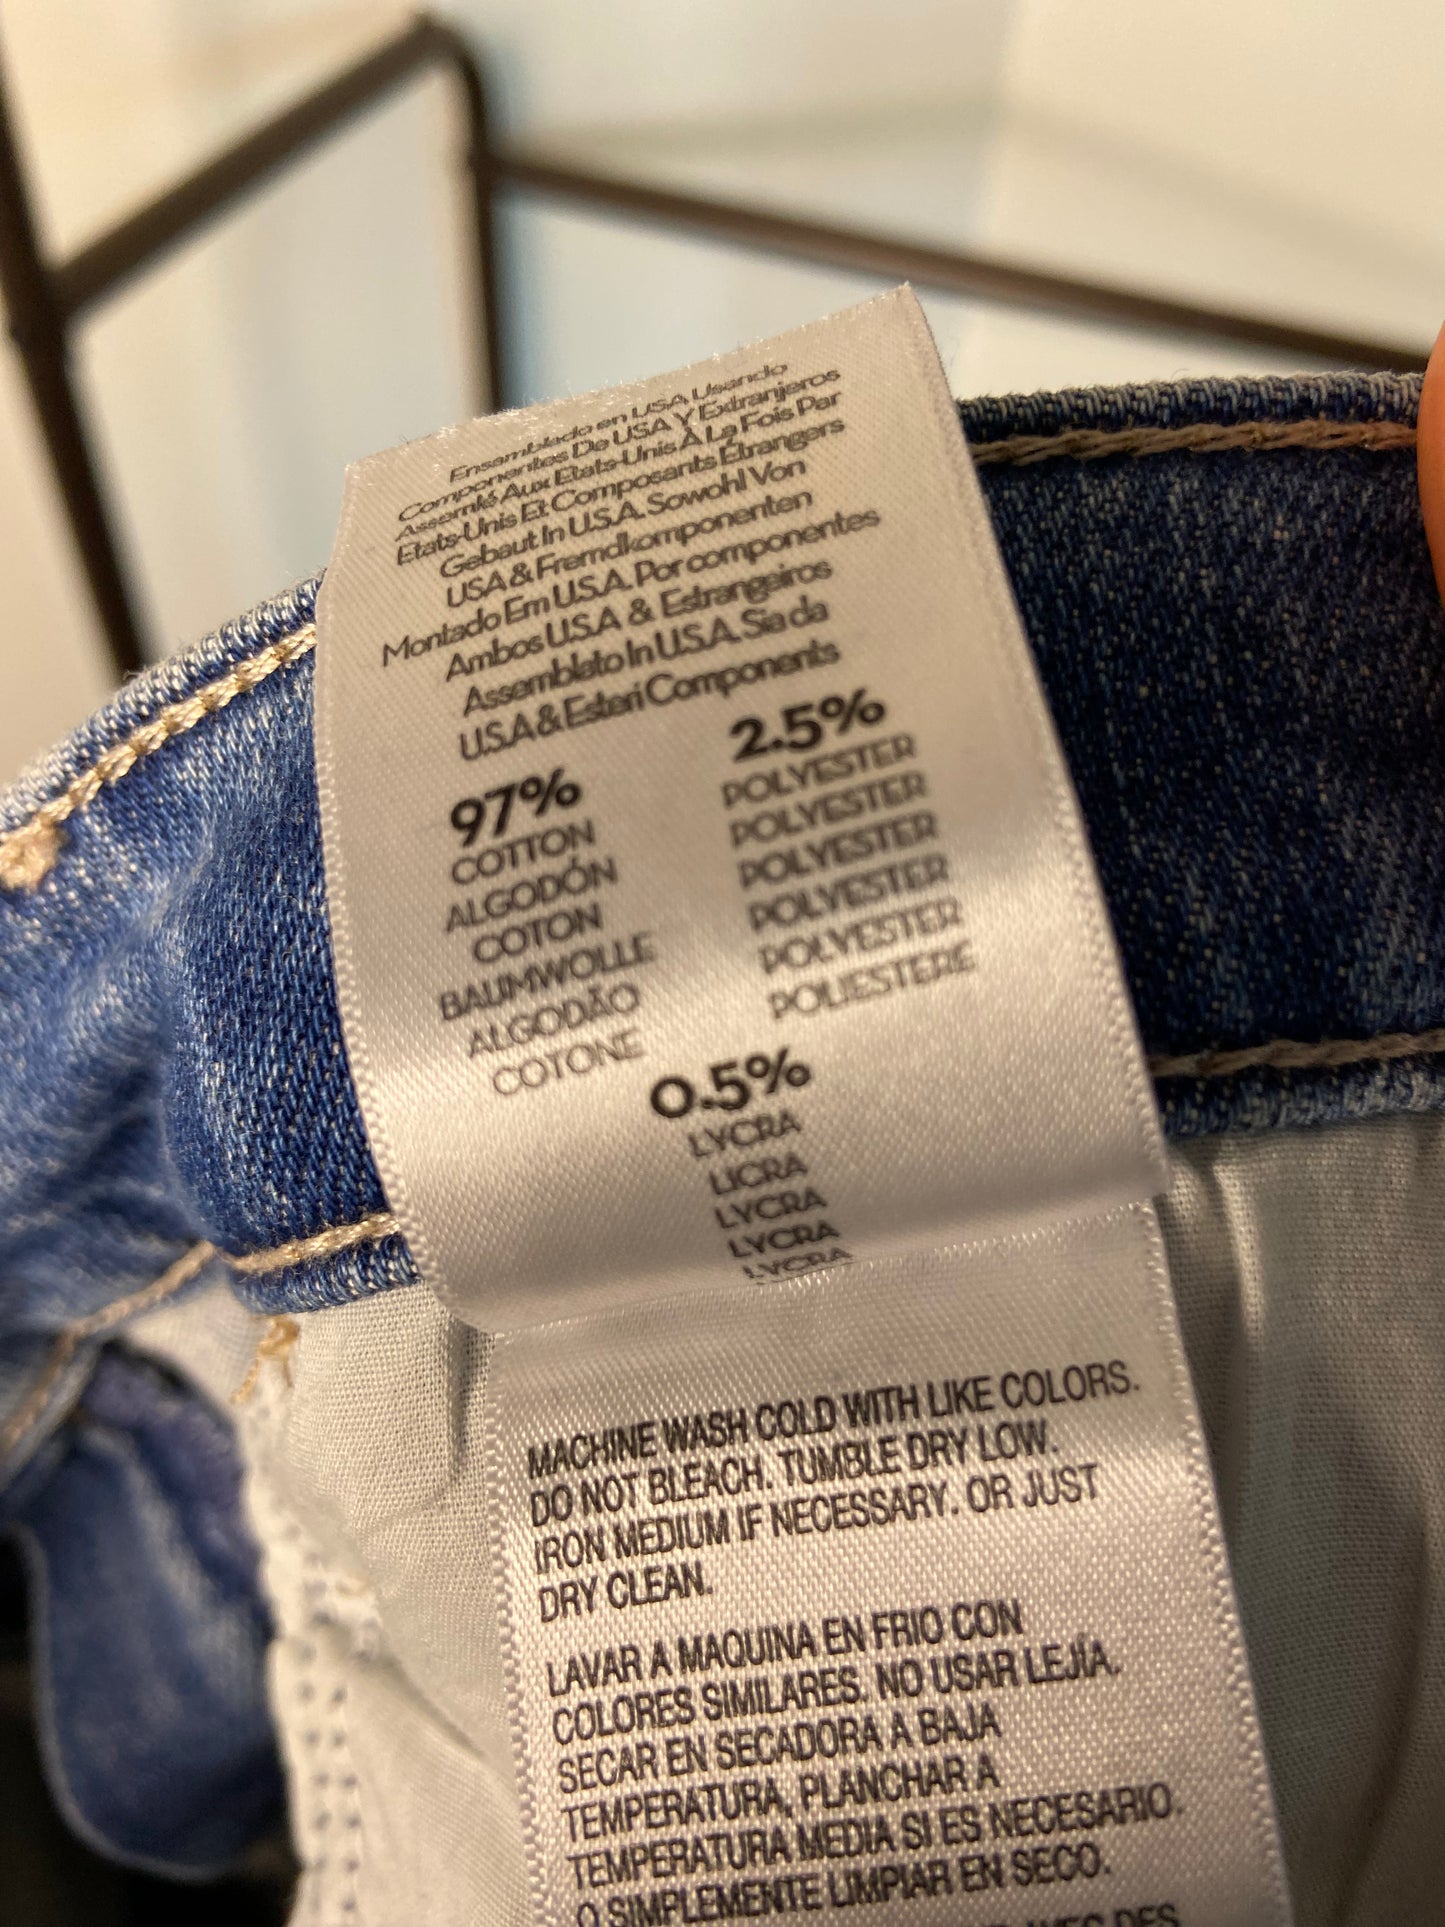 Ensamblado en USA Usando
Componentes De USA Y Extranjeros
Assemlé Aux Etats-Unis À La Fois Par
Etats-Unis Et Composants Étrangers
Gebaut In U.S.A. Sowohl Von
USA & Fremdkomponenten
Montado Em U.S.A. Por componentes
Ambos U.S.A & Estrangeiros
Assemblato In U.S.A. Sia da
U.S.A & Esteri Components
97%
COTTON
ALGODÓN
COTON
BAUMWOLLE
ALGODÃO
COTONE
2.5%
POLYESTER
POLYESTER
POLYESTER
POLYESTER
POLYESTER
POLIESTERE
0.5%
LYCRA
LICRA
LYCRA
LYCRA
LYCRA
MACHINE WASH COLD WITH LIKE COLORS.
DO NOT BLEACH. TUMBLE DRY LOW.
IRON MEDIUM IF NECESSARY. OR JUST
DRY CLEAN.
LAVAR A MAQUINA EN FRIO CON
COLORES SIMILARES. NO USAR LEJÍA.
SECAR EN SECADORA A BAJA
TEMPERATURA, PLANCHAR A
TEMPERATURA MEDIA SI ES NECESARIO.
O SIMPLEMENTE LIMPIAR EN SECO.
AVEC DES